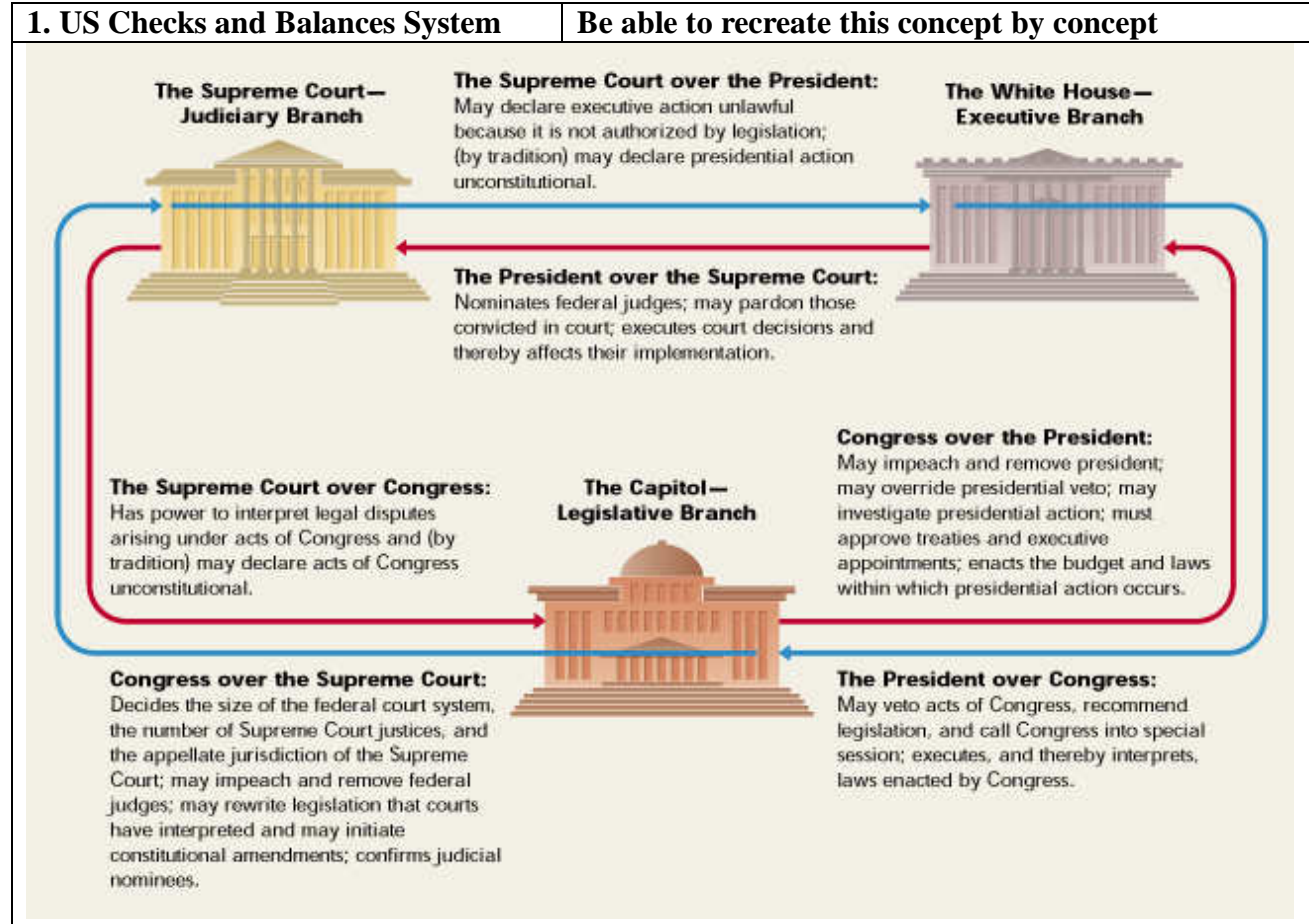 1. US Checks and Balances System
Be able to recreate this concept by concept
The Supreme Court—
Judiciary Branch
The Supreme Court over the President:
May declare executive action unlawful
because it is not authorized by legislation;
(by tradition) may declare presidential action
unconstitutional.
The White House—
Executive Branch
The President over the Supreme Court:
Nominates federal judges; may pardon those
convicted in court; executes court decisions and
thereby affects their implementation.
The Supreme Court over Congress:
Has power to interpret legal disputes
arising under acts of Congress and (by
tradition) may declare acts of Congress
unconstitutional.
The Capitol—
Legislative Branch
Congress over the President:
May impeach and remove president;
may override presidential veto; may
investigate presidential action; must
approve treaties and executive
appointments; enacts the budget and laws
within which presidential action occurs.
Congress over the Supreme Court:
Decides the size of the federal court system,
the number of Supreme Court justices, and
the appellate jurisdiction of the Supreme
Court; may impeach and remove federal
judges; may rewrite legislation that courts
have interpreted and may initiate
constitutional amendments; confirms judicial
nominees.
The President over Congress:
May veto acts of Congress, recommend
legislation, and call Congress into special
session; executes, and thereby interprets,
laws enacted by Congress.